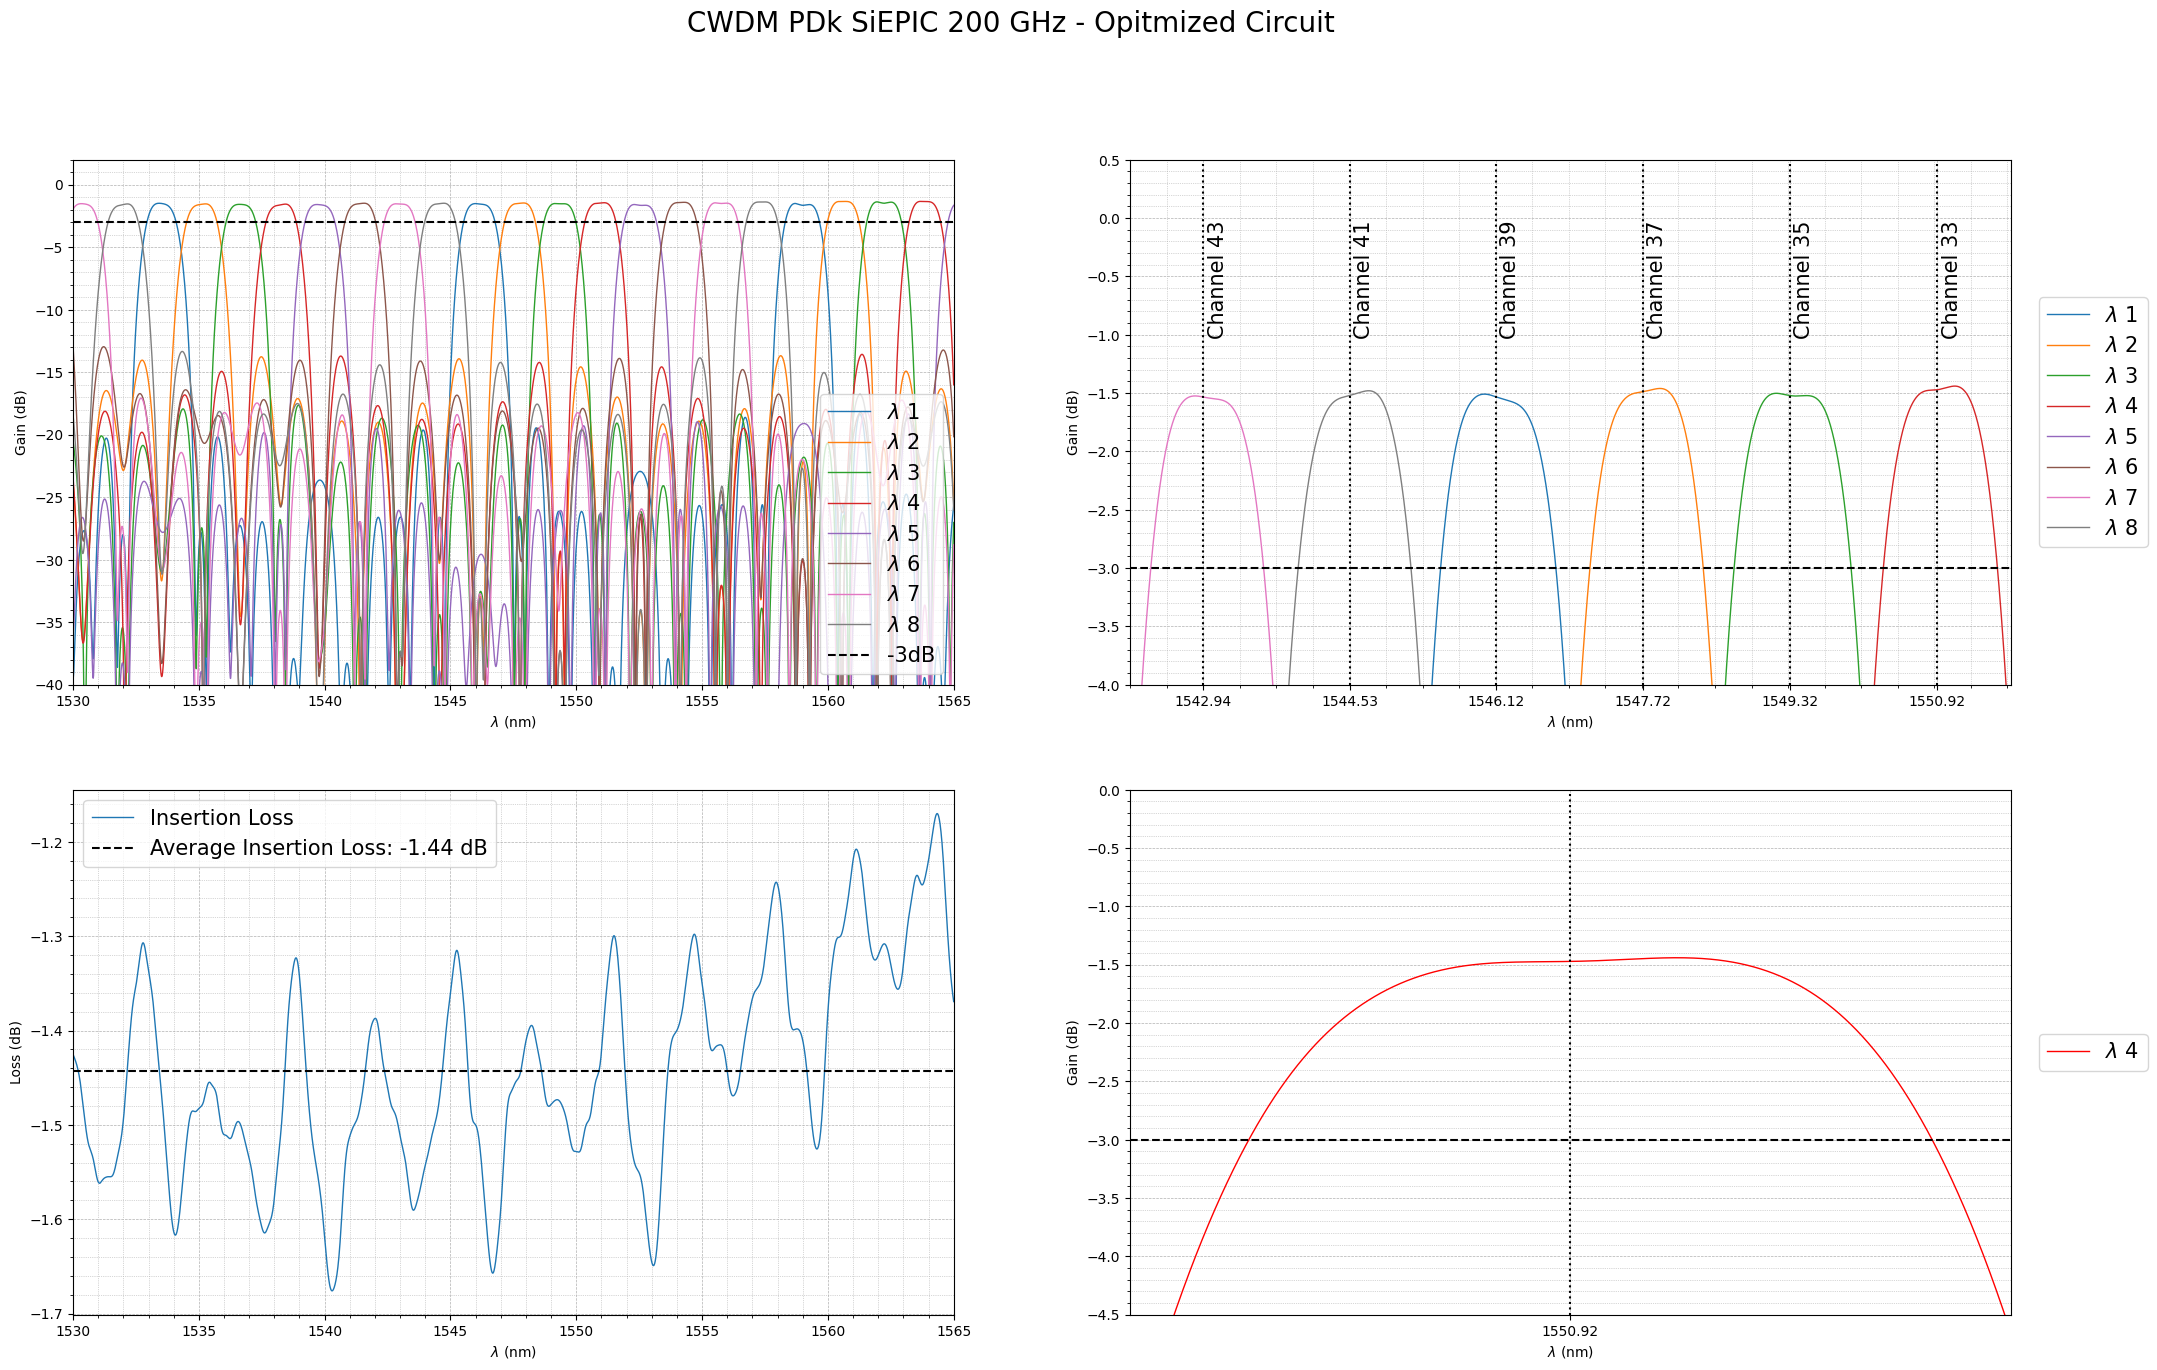 CWDM PDk SiEPIC 200 GHz - Opitmized Circuit
Gain (dB)
0
−5
−10
−15
−20
−25
−30
−35
−40
λ 1
λ 2
λ 3
λ 4
λ 5
λ 6
λ 7
λ 8
-3dB
1530 1535 1540 1545 1550 1555 1560 1565
λ (nm)
Gain (dB)
0.5
0.0
−0.5
−1.0
−1.5
−2.0
−2.5
−3.0
−3.5
−4.0
Channel 43
Channel 41
Channel 39
Channel 37
Channel 35
Channel 33
1542.94 1544.53 1546.12 1547.72 1549.32 1550.92
λ (nm)
λ 1
λ 2
λ 3
λ 4
λ 5
λ 6
λ 7
λ 8
Loss (dB)
−1.2
−1.3
−1.4
−1.5
−1.6
−1.7
Insertion Loss
Average Insertion Loss: -1.44 dB
1530 1535 1540 1545 1550 1555 1560 1565
λ (nm)
Gain (dB)
0.0
−0.5
−1.0
−1.5
−2.0
−2.5
−3.0
−3.5
−4.0
−4.5
1550.92
λ (nm)
λ 4